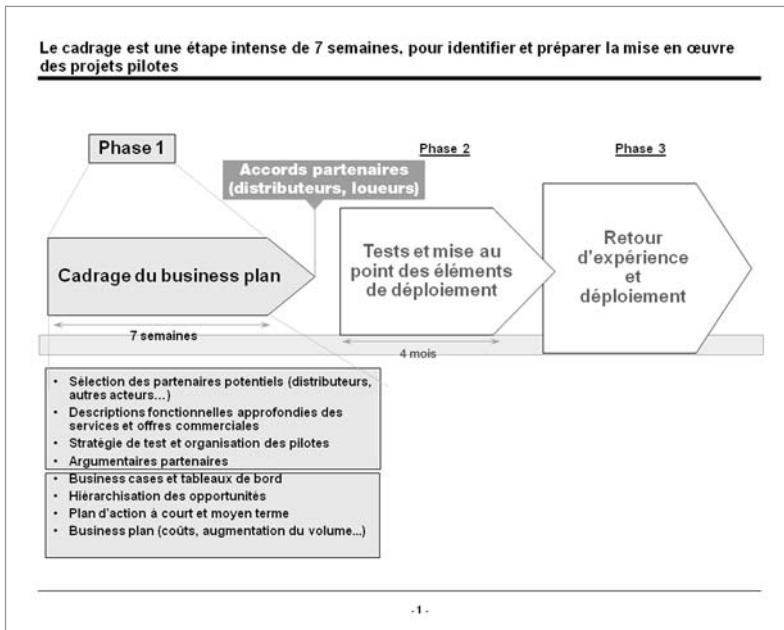 Le cadrage est une étape intense de 7 semaines, pour identifier et préparer la mise en œuvre
des projets pilotes
Phase 1
Phase 2
Phase 3
Accords partenaires
(distributeurs, loueurs)
Cadrage du business plan
Tests et mise au
point des éléments
de déploiement
Retour
d'expérience
et
déploiement
7 semaines
4 mois
• Sélection des partenaires potentiels (distributeurs,
autres acteurs...)
• Descriptions fonctionnelles approfondies des
services et offres commerciales
• Stratégie de test et organisation des pilotes
• Argumentaires partenaires
• Business cases et tableaux de bord
• Hiérarchisation des opportunités
• Plan d'action à court et moyen terme
• Business plan (coûts, augmentation du volume...)
- 1 -